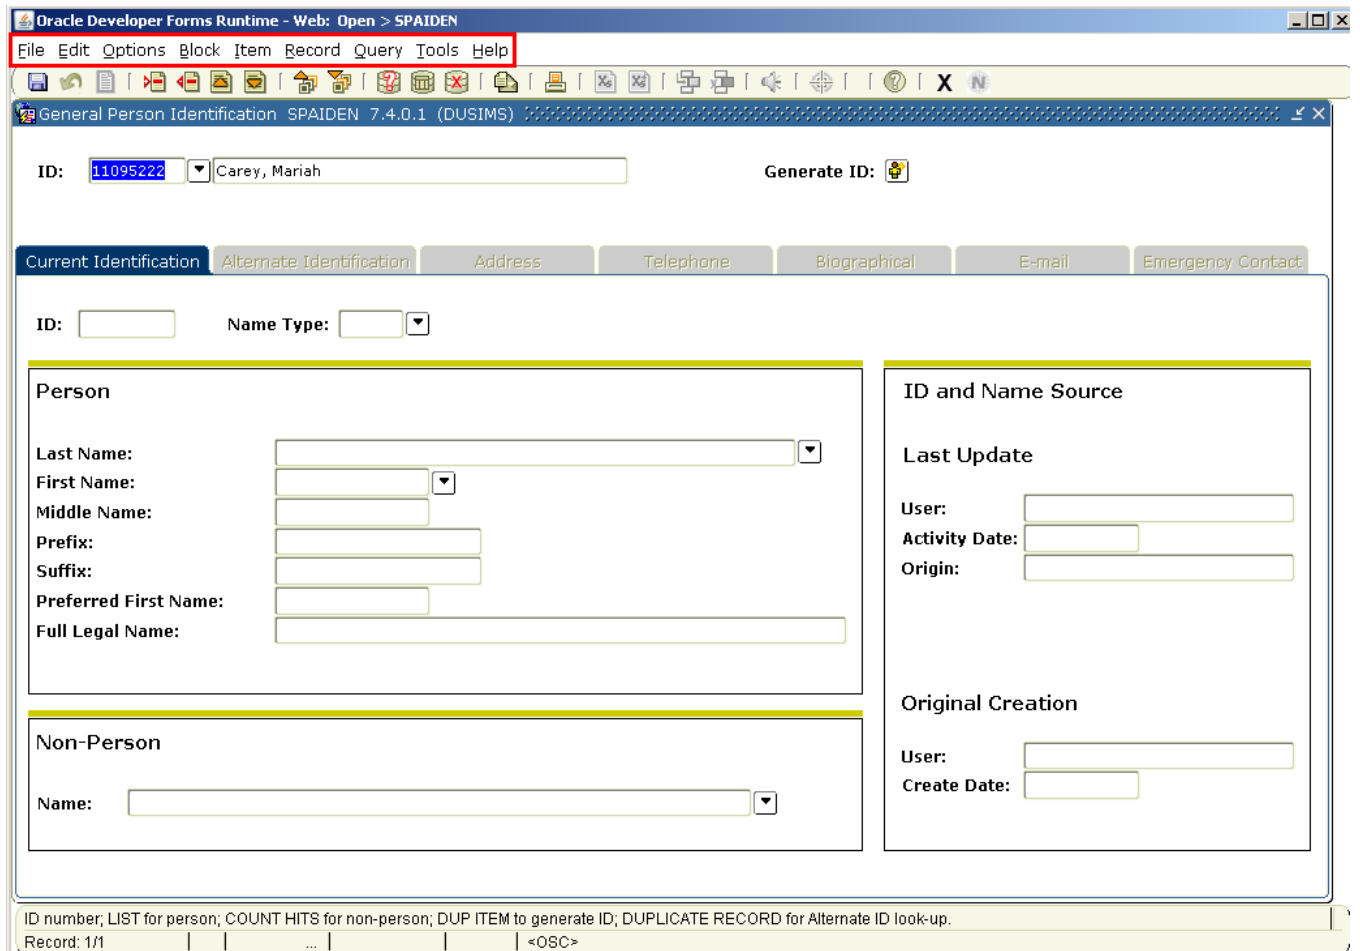 Oracle Developer Forms Runtime - Web: Open > SPAIDEN
File Edit Options Block Item Record Query Tools Help
General Person Identification SPAIDEN 7.4.0.1 (DUSIMS)
ID: 11095222 Carey, Mariah Generate ID:
Current Identification Alternate Identification Address Telephone Biographical E-mail Emergency Contact
ID: Name Type:
Person
Last Name:
First Name:
Middle Name:
Prefix:
Suffix:
Preferred First Name:
Full Legal Name:
ID and Name Source
Last Update
User:
Activity Date:
Origin:
Original Creation
User:
Create Date:
Non-Person
Name:
ID number; LIST for person; COUNT HITS for non-person; DUP ITEM to generate ID; DUPLICATE RECORD for Alternate ID look-up.
Record: 1/1 ... <OSC>